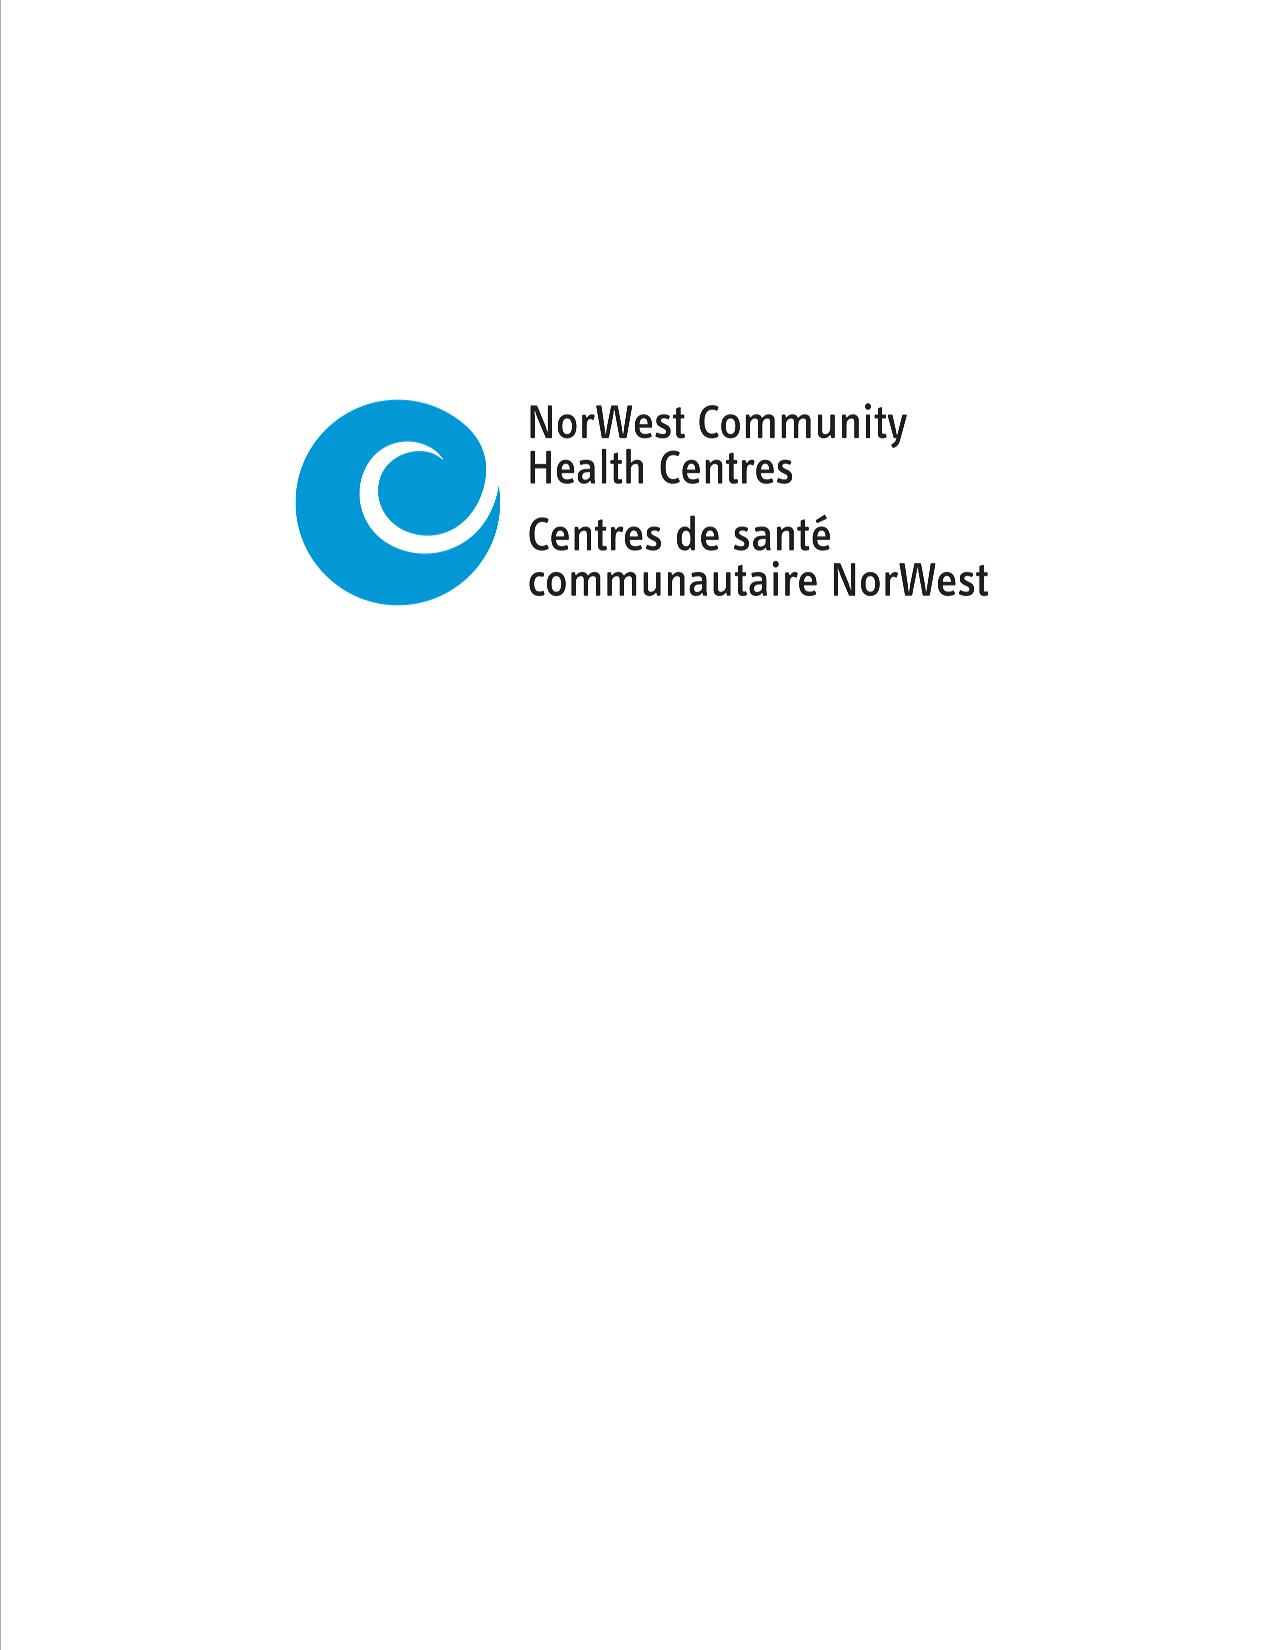 NorWest Community
Health Centres
Centres de santé
communautaire NorWest